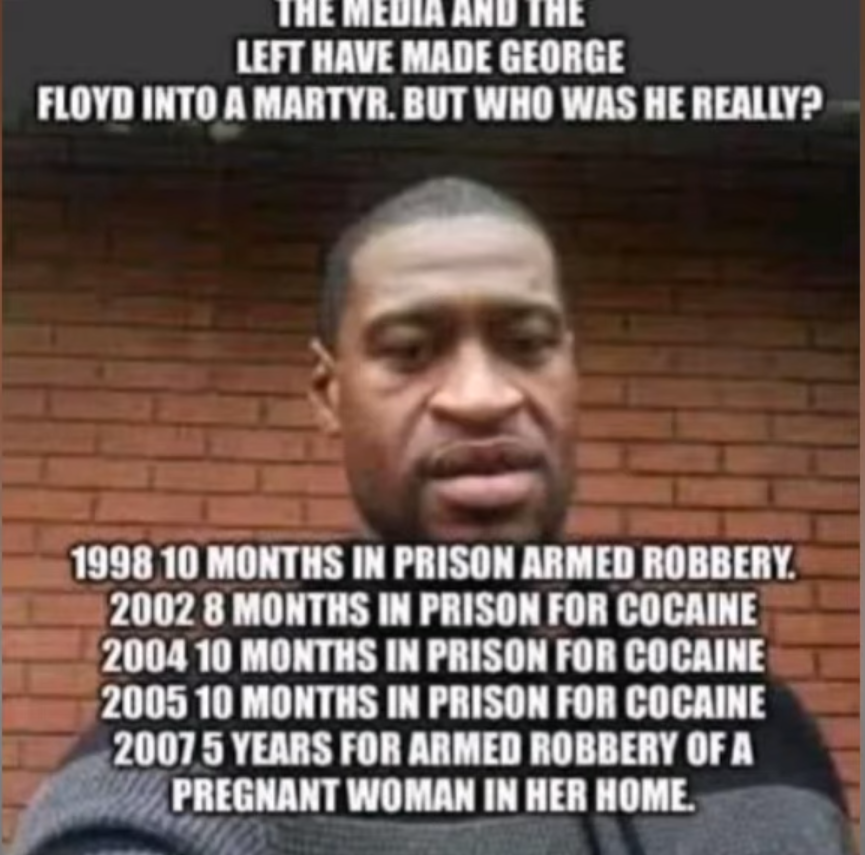 THE MEDIA AND THE
LEFT HAVE MADE GEORGE
FLOYD INTO A MARTYR. BUT WHO WAS HE REALLY?
1998 10 MONTHS IN PRISON ARMED ROBBERY.
2002 8 MONTHS IN PRISON FOR COCAINE
2004 10 MONTHS IN PRISON FOR COCAINE
2005 10 MONTHS IN PRISON FOR COCAINE
2007 5 YEARS FOR ARMED ROBBERY OF A
PREGNANT WOMAN IN HER HOME.